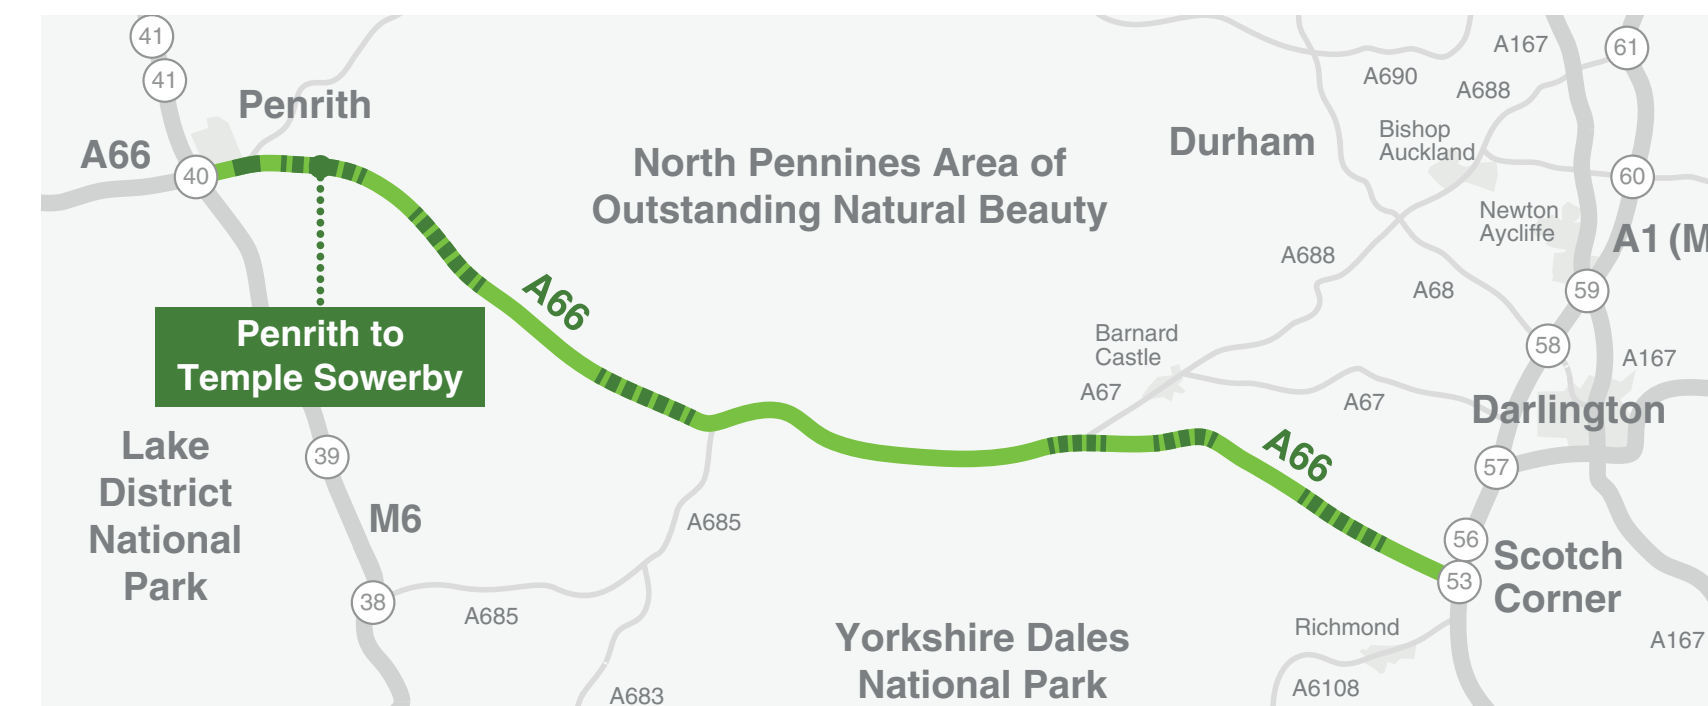 41
A167
61
41
A690
A688
Penrith
Bishop
Auckland
Durham
A66
North Pennines Area of
Outstanding Natural Beauty
40
60
Newton
Aycliffe
A1 (M
A688
A66
A68
59
Penrith to
Temple Sowerby
Barnard
Castle
58
A167
A67
A67
Darlington
Lake
District
National
Park
39
A66
57
M6
A685
56
Scotch
Corner
53
38
A685
Yorkshire Dales
National Park
Richmond
A167
A683
A6108